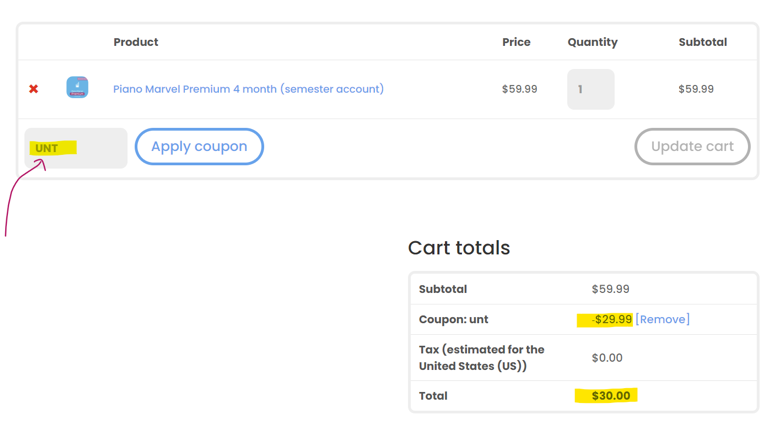 Product Price Quantity Subtotal
Piano Marvel Premium 4 month (semester account) $59.99 1 $59.99
UNT Apply coupon Update cart
Cart totals
Subtotal $59.99
Coupon: unt -$29.99 [Remove]
Tax (estimated for the
United States (US)) $0.00
Total $30.00